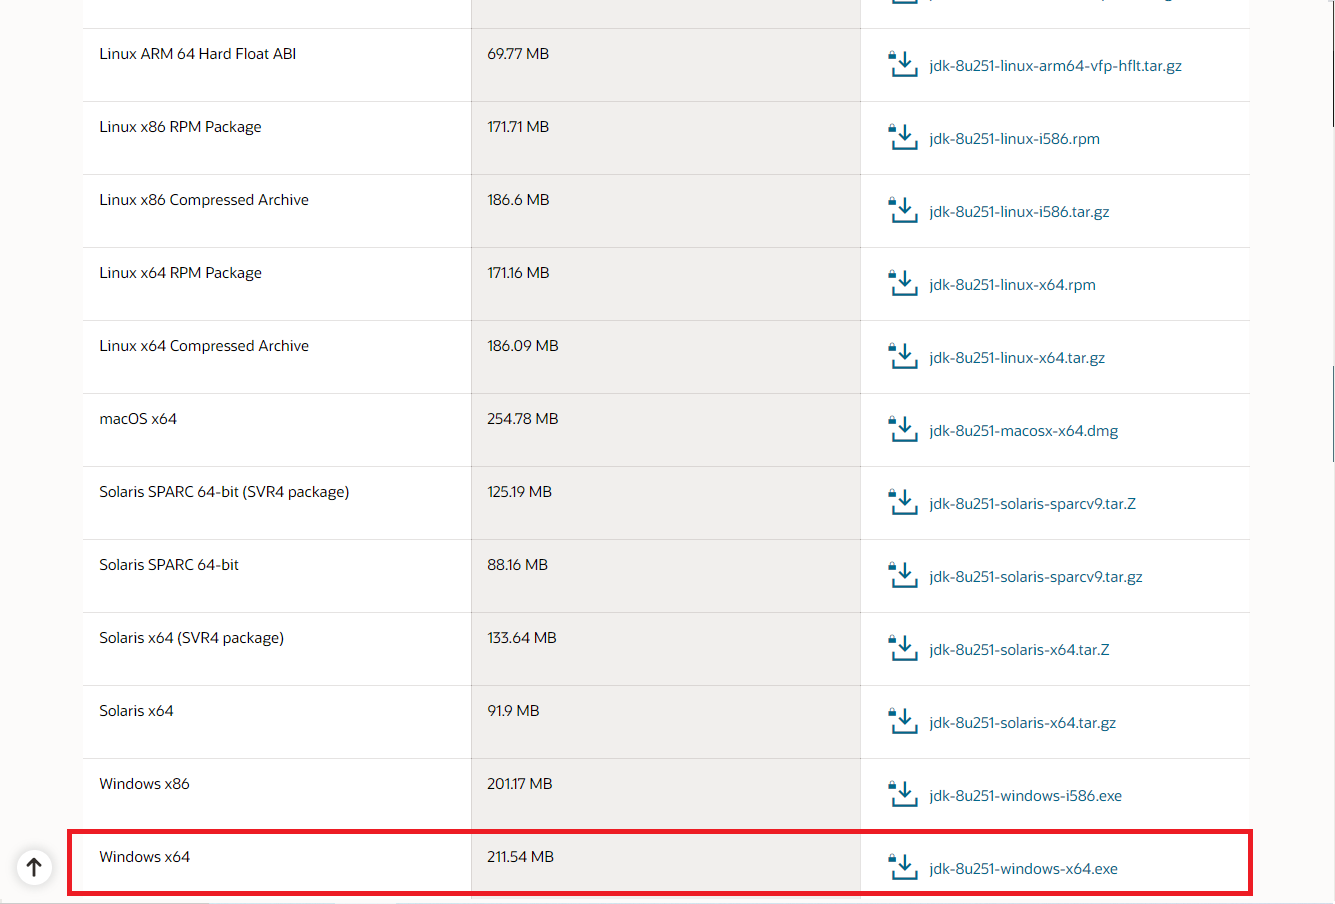 Linux ARM 64 Hard Float ABI 69.77 MB jdk-8u251-linux-arm64-vfp-hflt.tar.gz
Linux x86 RPM Package 171.71 MB jdk-8u251-linux-i586.rpm
Linux x86 Compressed Archive 186.6 MB jdk-8u251-linux-i586.tar.gz
Linux x64 RPM Package 171.16 MB jdk-8u251-linux-x64.rpm
Linux x64 Compressed Archive 186.09 MB jdk-8u251-linux-x64.tar.gz
macOS x64 254.78 MB jdk-8u251-macosx-x64.dmg
Solaris SPARC 64-bit (SVR4 package) 125.19 MB jdk-8u251-solaris-sparcv9.tar.Z
Solaris SPARC 64-bit 88.16 MB jdk-8u251-solaris-sparcv9.tar.gz
Solaris x64 (SVR4 package) 133.64 MB jdk-8u251-solaris-x64.tar.Z
Solaris x64 91.9 MB jdk-8u251-solaris-x64.tar.gz
Windows x86 201.17 MB jdk-8u251-windows-i586.exe
Windows x64 211.54 MB jdk-8u251-windows-x64.exe